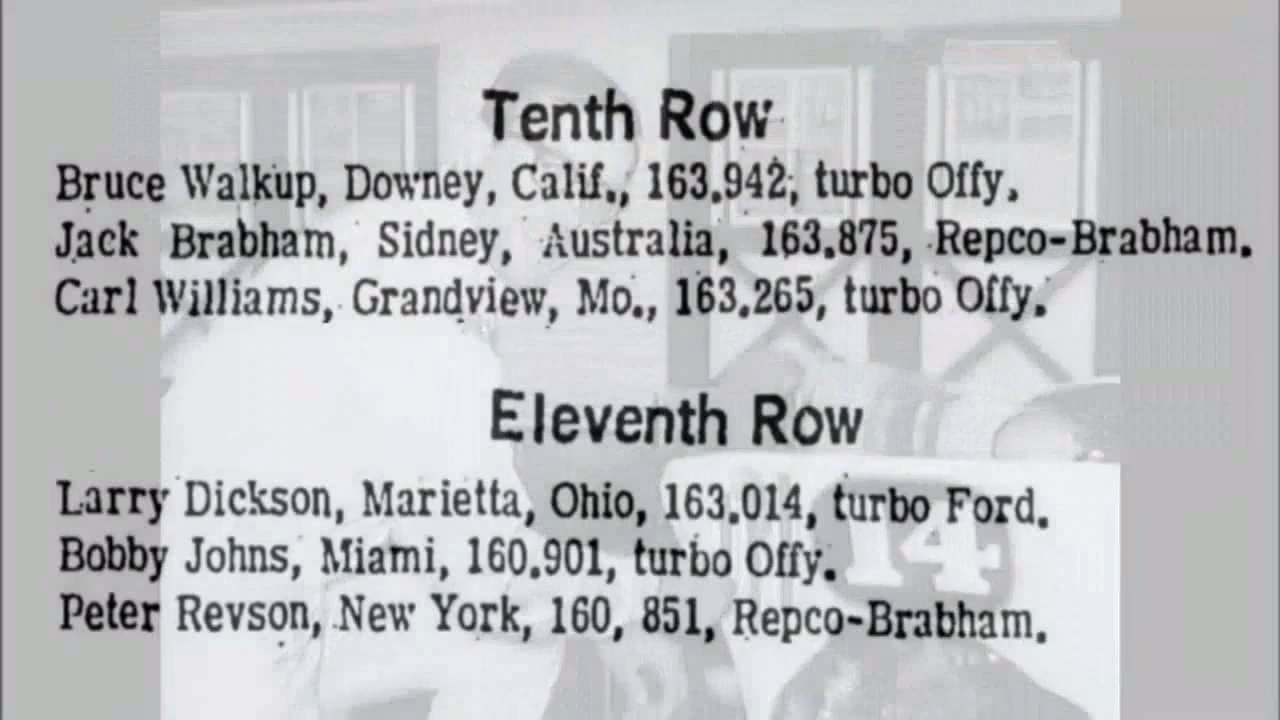 Tenth Row
Bruce Walkup, Downey, Calif., 163.942, turbo Offy.
Jack Brabham, Sidney, Australia, 163.875, Repco-Brabham.
Carl Williams, Grandview, Mo., 163.265, turbo Offy.
Eleventh Row
Larry Dickson, Marietta, Ohio, 163.014, turbo Ford.
Bobby Johns, Miami, 160.901, turbo Offy.
Peter Revson, New York, 160, 851, Repco-Brabham.
14